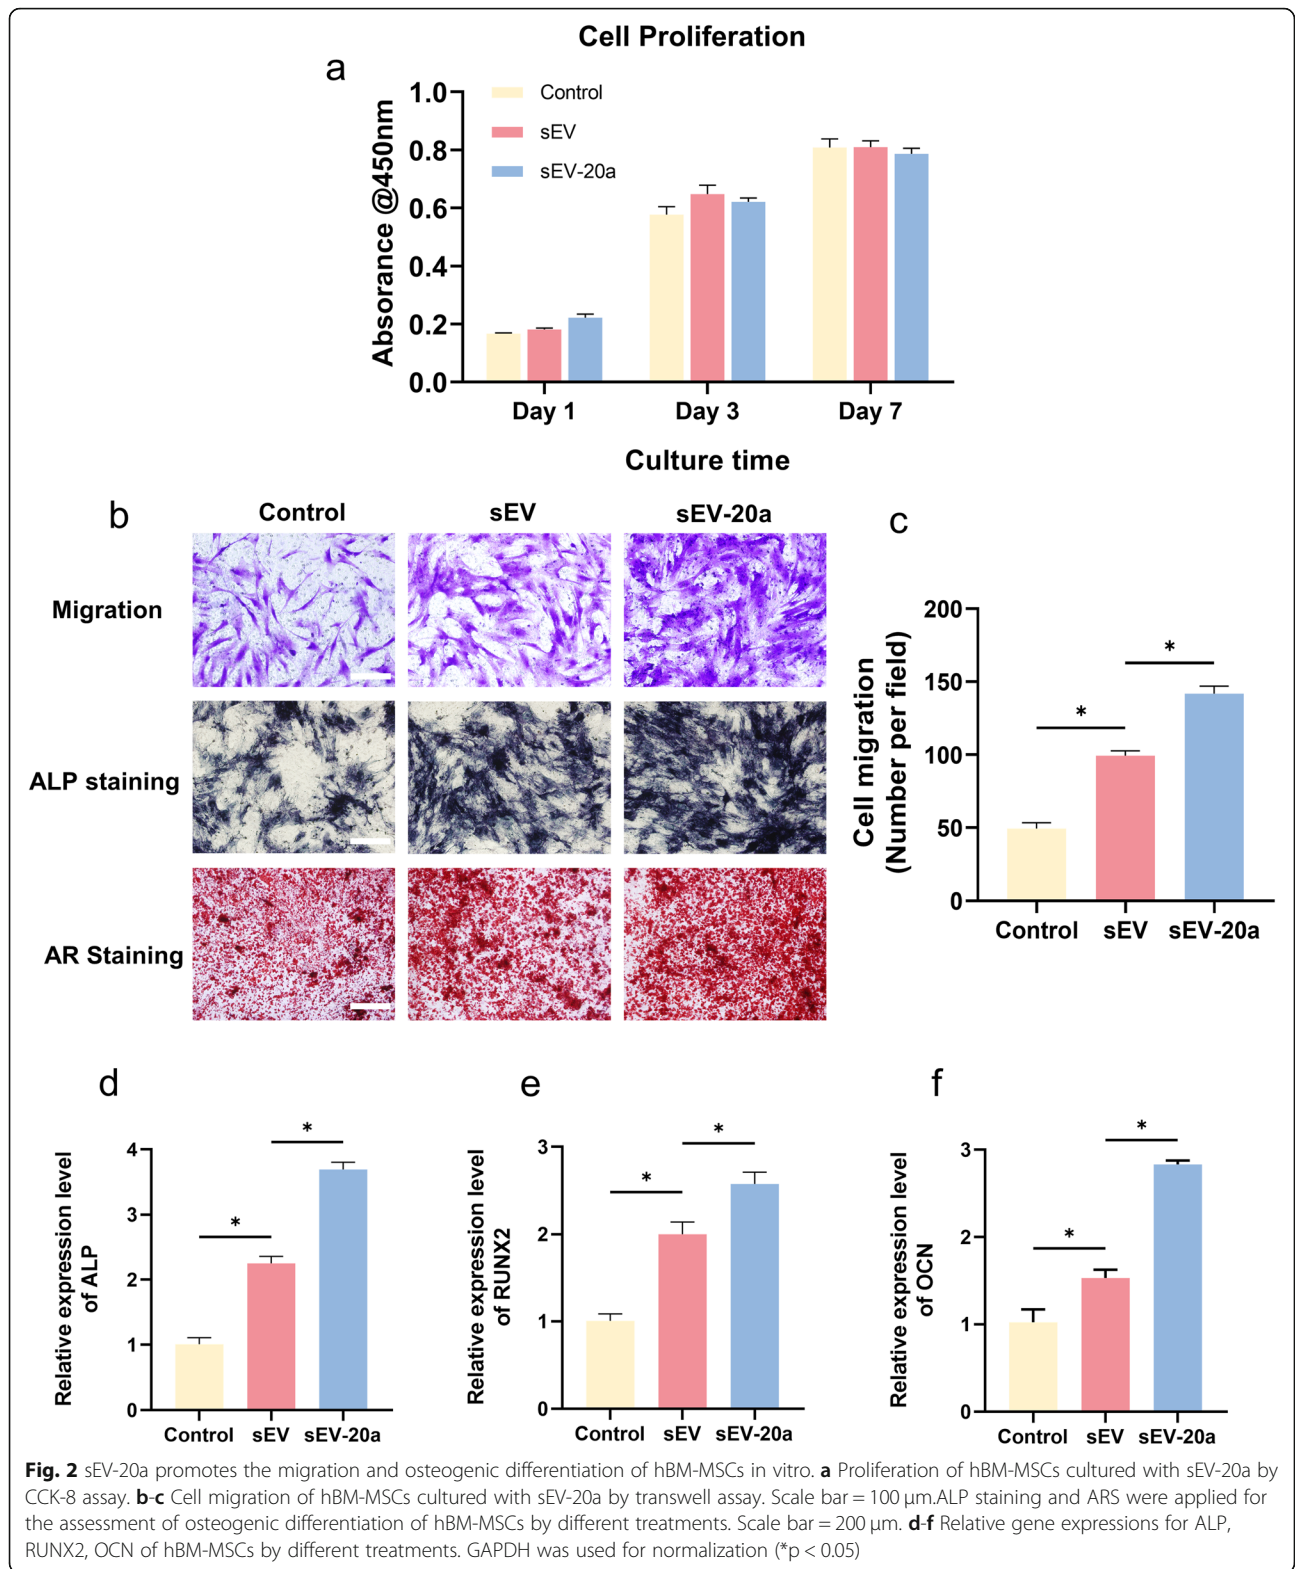 Cell Proliferation
a
Control
sEV
sEV-20a
Absorance @450nm
1.0
0.8
0.6
0.4
0.2
0.0
Day 1 Day 3 Day 7
Culture time
b
Control sEV sEV-20a
Migration
ALP staining
AR Staining
c
Cell migration
(Number per field)
200
150
100
50
0
*
*
Control sEV sEV-20a
d
Relative expression level
of ALP
4
3
2
1
0
*
*
Control sEV sEV-20a
e
Relative expression level
of RUNX2
3
2
1
0
*
*
Control sEV sEV-20a
f
Relative expression level
of OCN
3
2
1
0
*
*
Control sEV sEV-20a
Fig. 2 sEV-20a promotes the migration and osteogenic differentiation of hBM-MSCs in vitro. a Proliferation of hBM-MSCs cultured with sEV-20a by
CCK-8 assay. b-c Cell migration of hBM-MSCs cultured with sEV-20a by transwell assay. Scale bar = 100 μm.ALP staining and ARS were applied for
the assessment of osteogenic differentiation of hBM-MSCs by different treatments. Scale bar = 200 μm. d-f Relative gene expressions for ALP,
RUNX2, OCN of hBM-MSCs by different treatments. GAPDH was used for normalization (*p < 0.05)